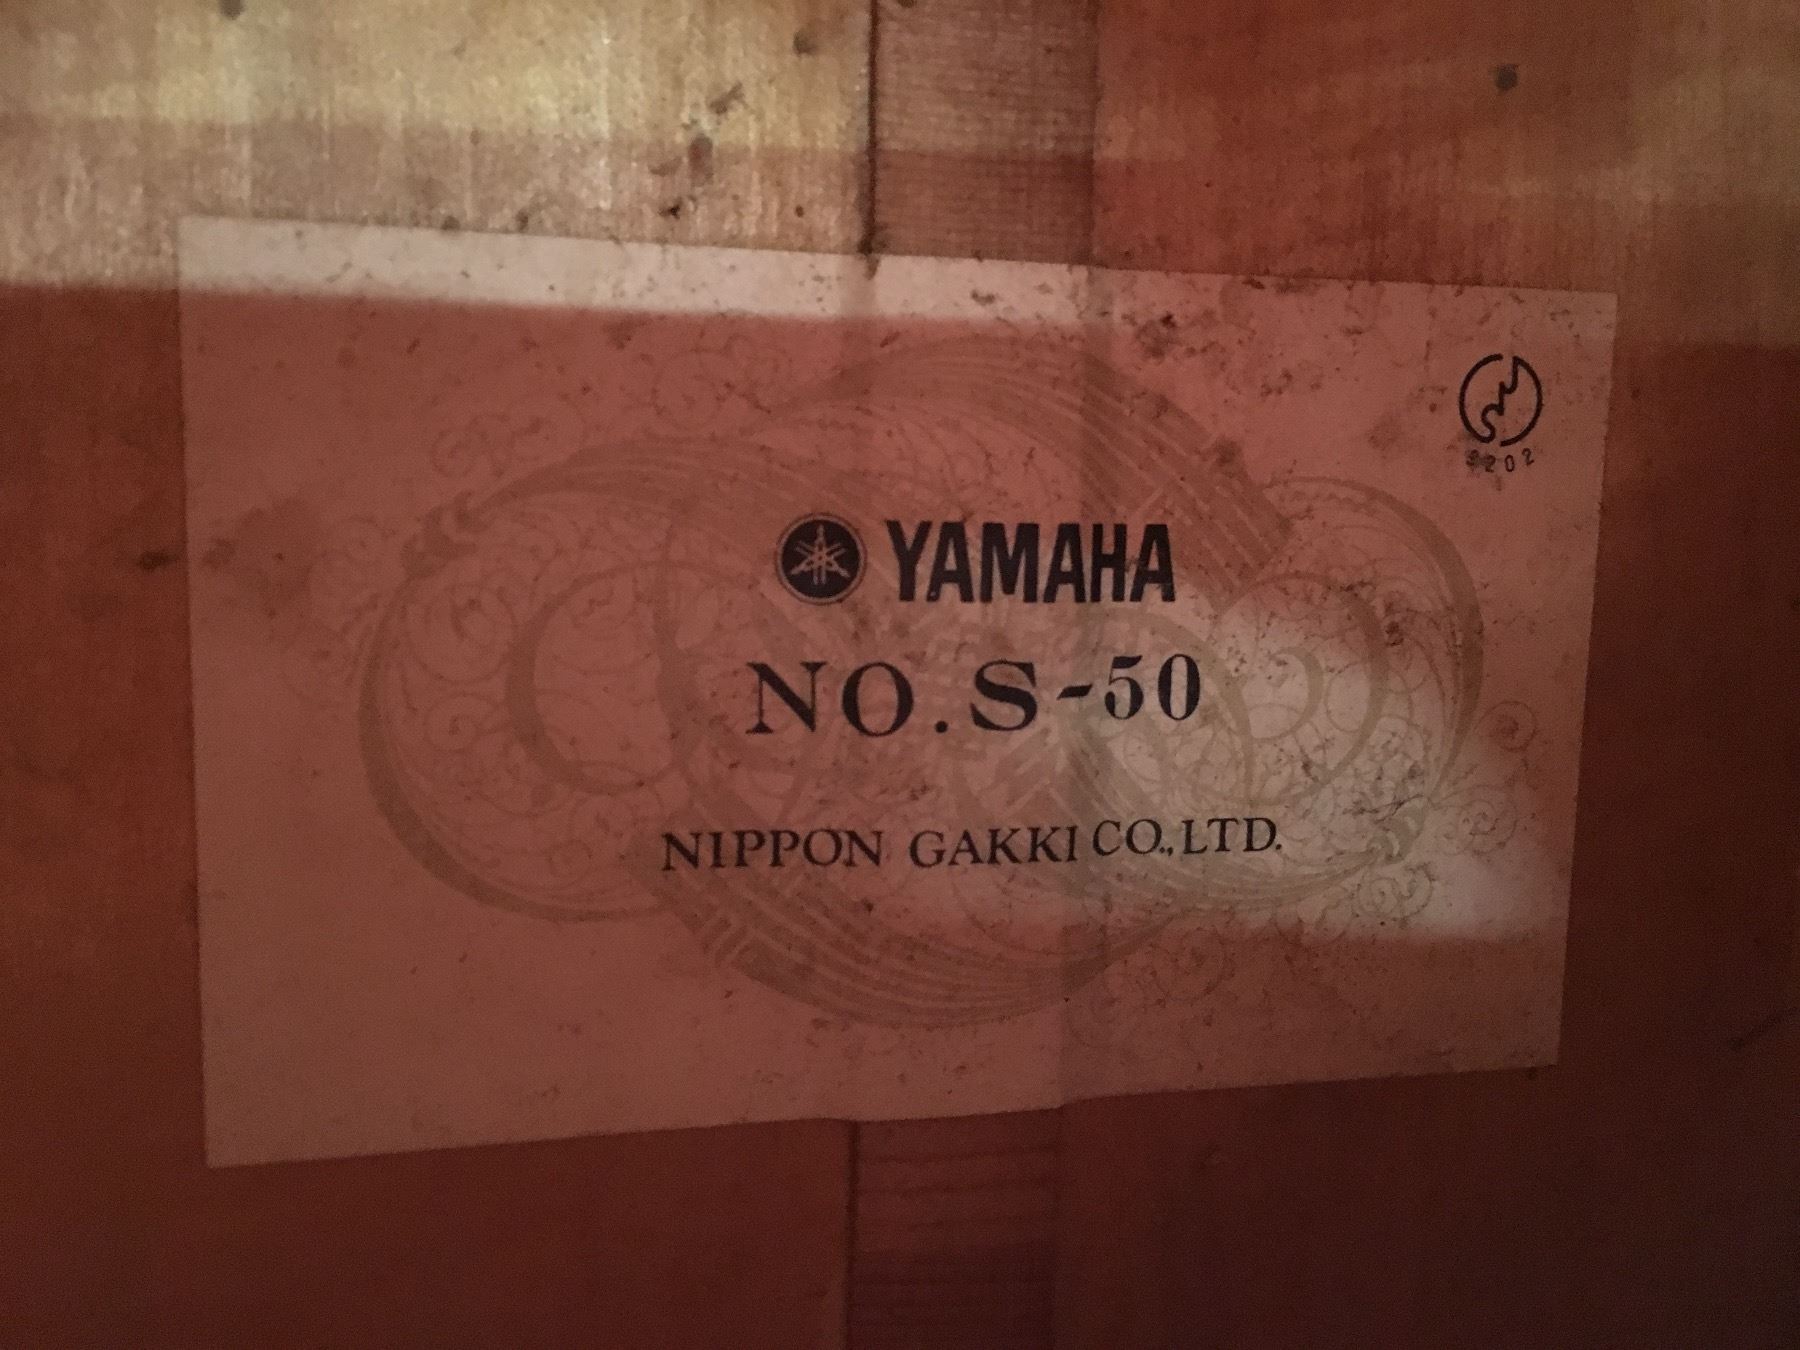 YAMAHA
NO. S-50
NIPPON GAKKI CO., LTD.